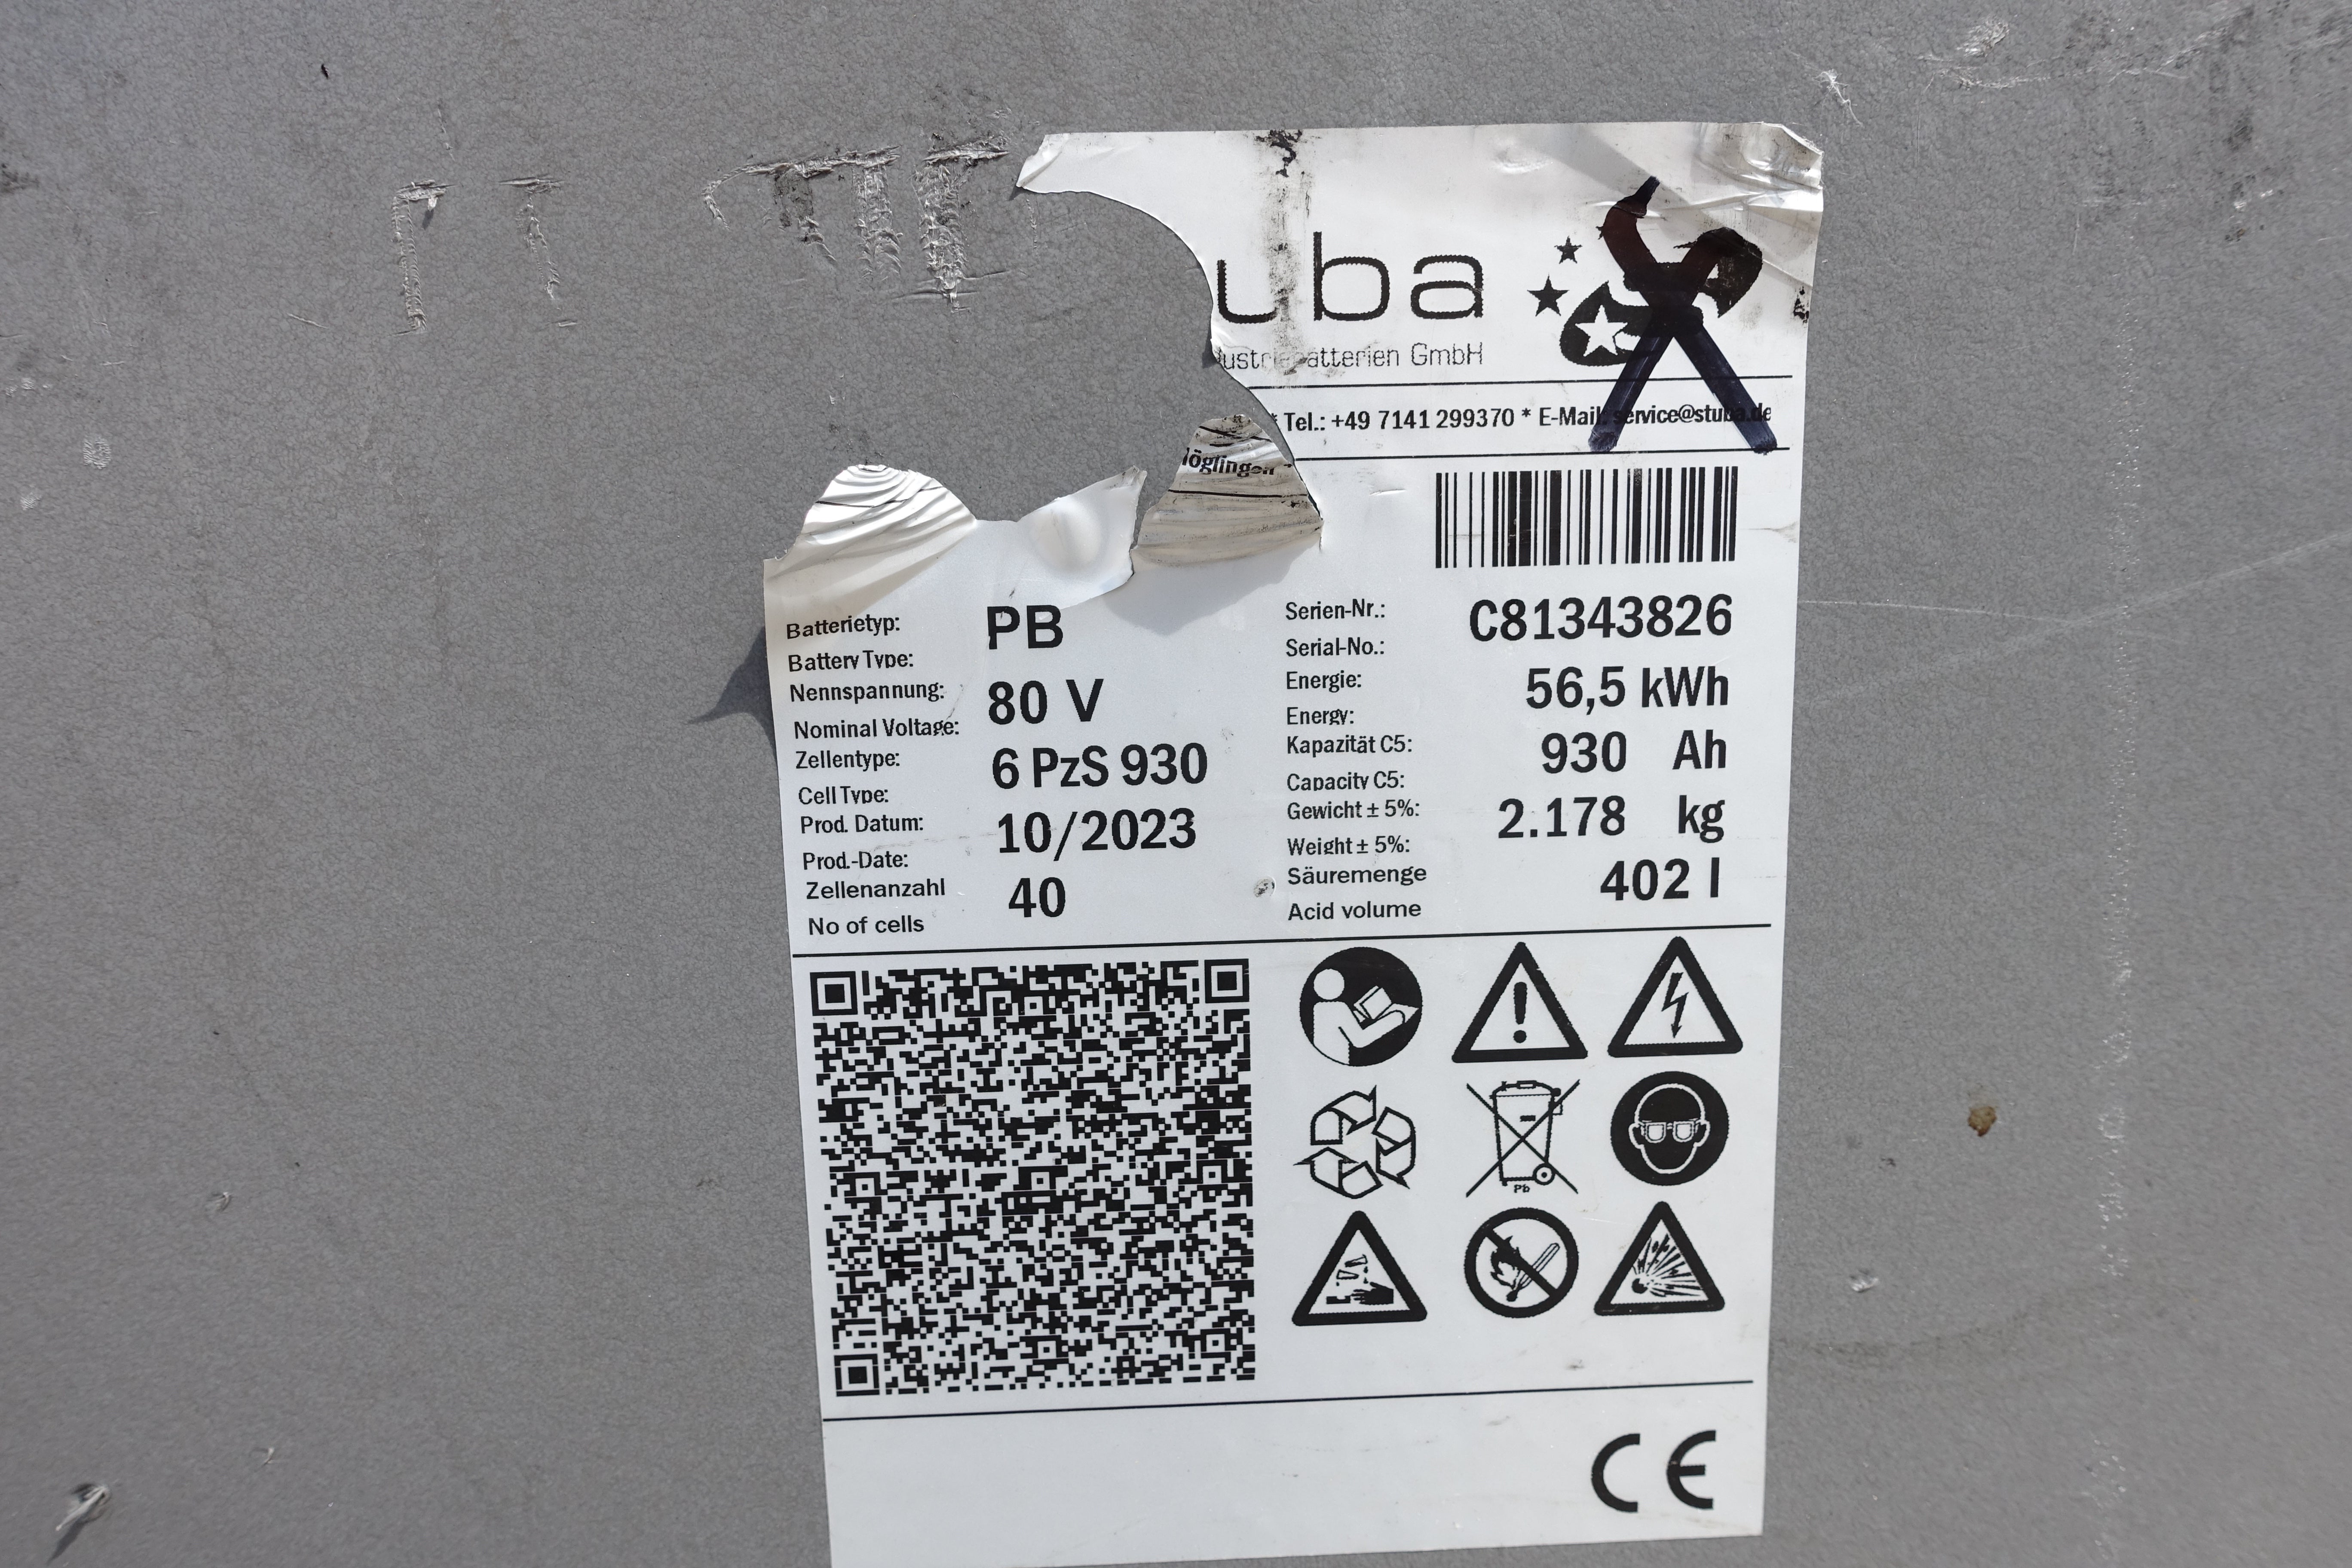 uba
dustriebatterien GmbH
* Tel.: +49 7141 299370 * E-Mail: service@stuba.de
öglingen
Batterietyp: PB
Battery Type:
Nennspannung: 80 V
Nominal Voltage:
Zellentype: 6 PzS 930
Cell Type:
Prod. Datum: 10/2023
Prod.-Date:
Zellenanzahl 40
No of cells
Serien-Nr.: C81343826
Serial-No.:
Energie: 56,5 kWh
Energy:
Kapazität C5: 930 Ah
Capacity C5:
Gewicht ± 5%: 2.178 kg
Weight ± 5%:
Säuremenge 402 l
Acid volume
Pb
CE